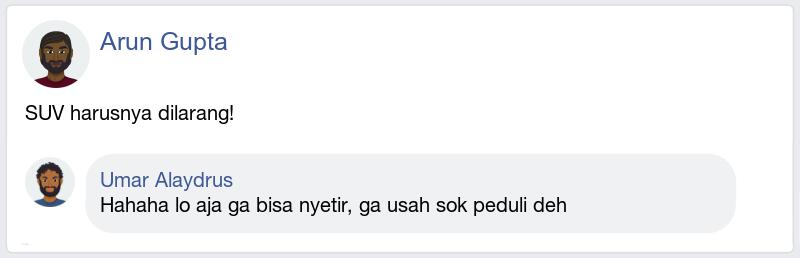 Arun Gupta
SUV harusnya dilarang!
Umar Alaydrus
Hahaha lo aja ga bisa nyetir, ga usah sok peduli deh